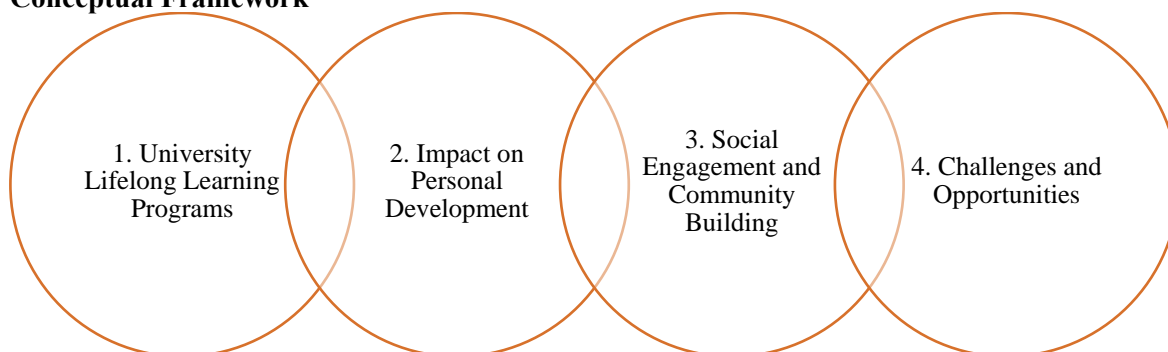 Conceptual Framework
1. University
Lifelong Learning
Programs
2. Impact on
Personal
Development
3. Social
Engagement and
Community
Building
4. Challenges and
Opportunities